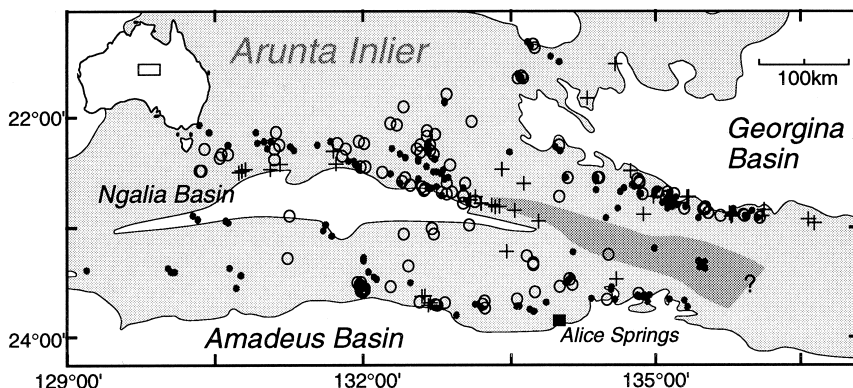 Arunta Inlier
100km
22°00'
Georgina
Basin
Ngalia Basin
?
24°00'
Amadeus Basin
Alice Springs
129°00'
132°00'
135°00'